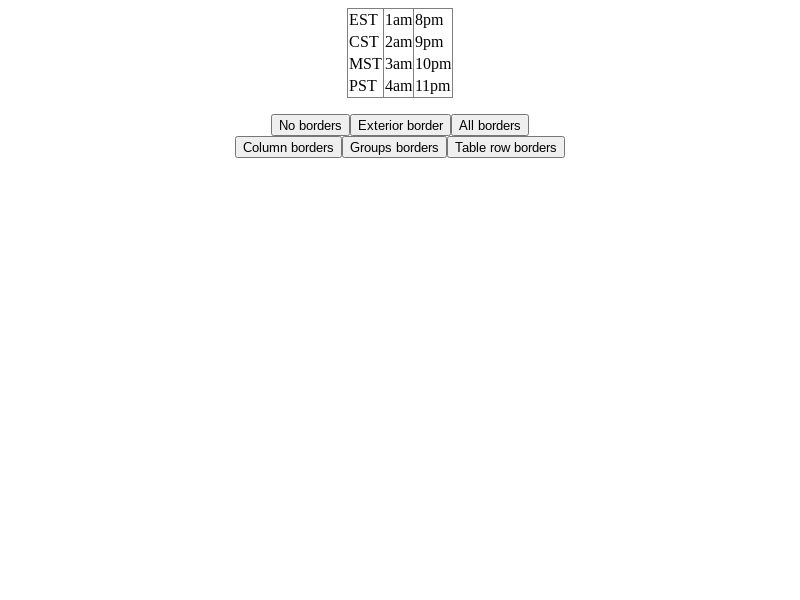 EST 1am 8pm
CST 2am 9pm
MST 3am 10pm
PST 4am 11pm
No borders Exterior border All borders
Column borders Groups borders Table row borders